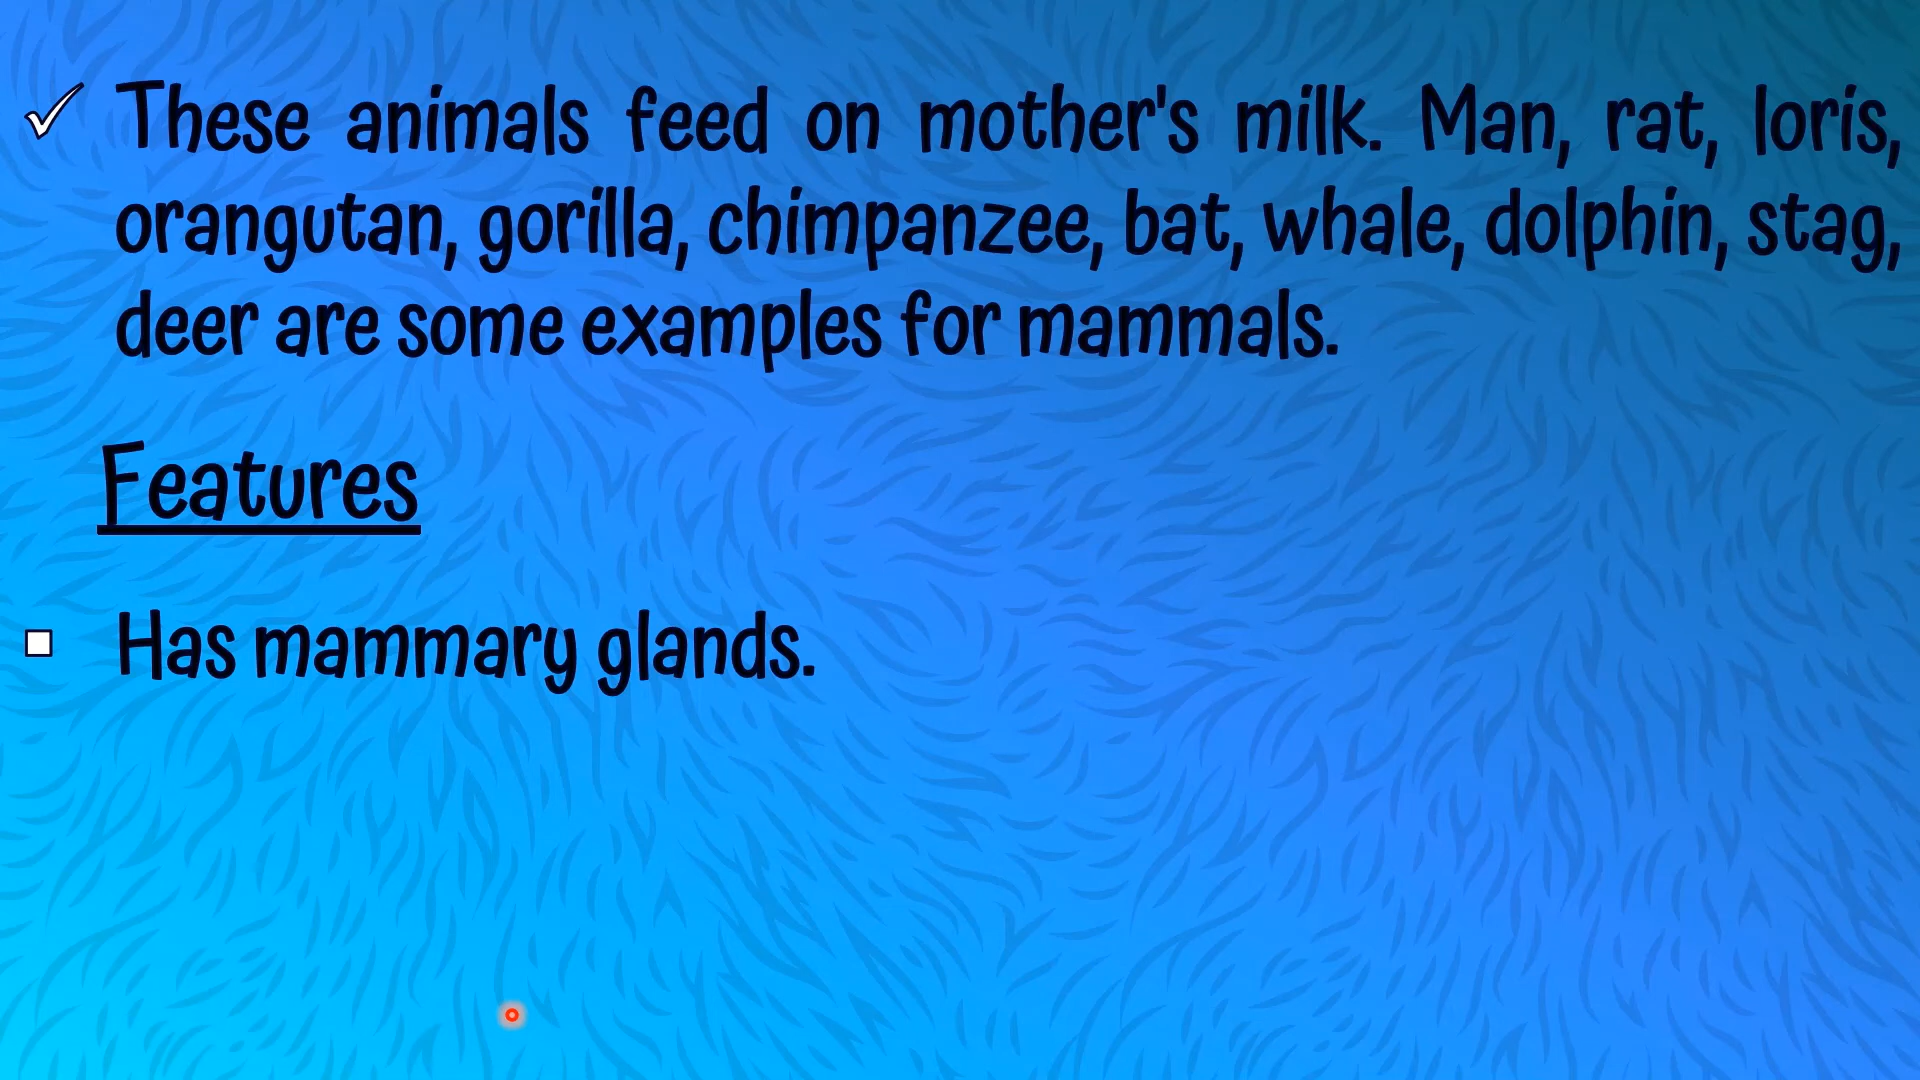 These animals feed on mother's milk. Man, rat, loris,
orangutan, gorilla, chimpanzee, bat, whale, dolphin, stag,
deer are some examples for mammals.
Features
Has mammary glands.